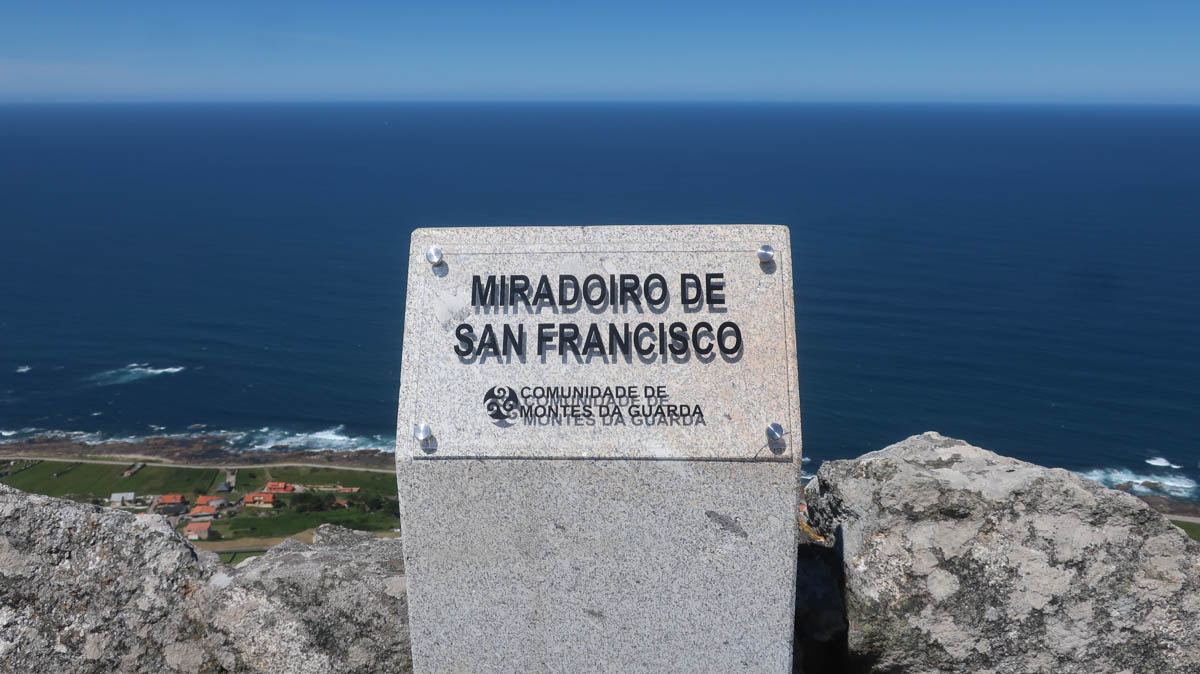 MIRADOIRO DE
SAN FRANCISCO
COMUNIDADE DE
MONTES DA GUARDA